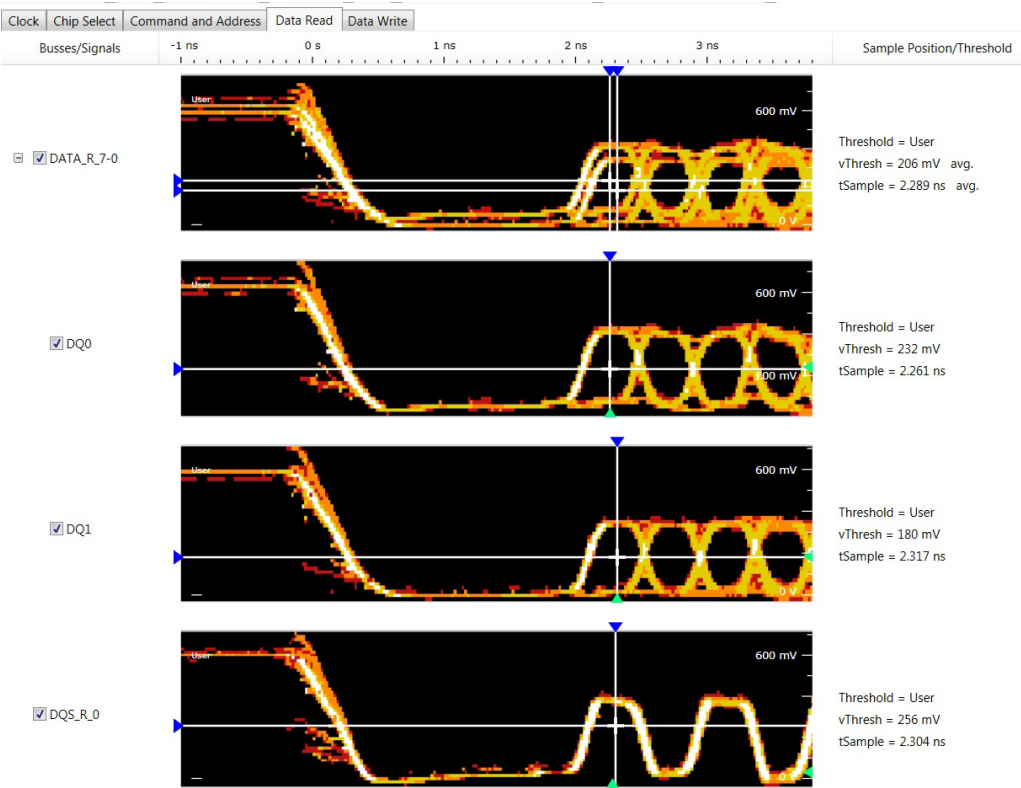 Clock Chip Select Command and Address Data Read Data Write
Busses/Signals -1 ns 0 s 1 ns 2 ns 3 ns Sample Position/Threshold
User
600 mV
0 V
DATA_R_7-0
Threshold = User
vThresh = 206 mV avg.
tSample = 2.289 ns avg.
User
600 mV
200 mV
DQ0
Threshold = User
vThresh = 232 mV
tSample = 2.261 ns
User
600 mV
0 V
DQ1
Threshold = User
vThresh = 180 mV
tSample = 2.317 ns
User
600 mV
0 V
DQS_R_0
Threshold = User
vThresh = 256 mV
tSample = 2.304 ns